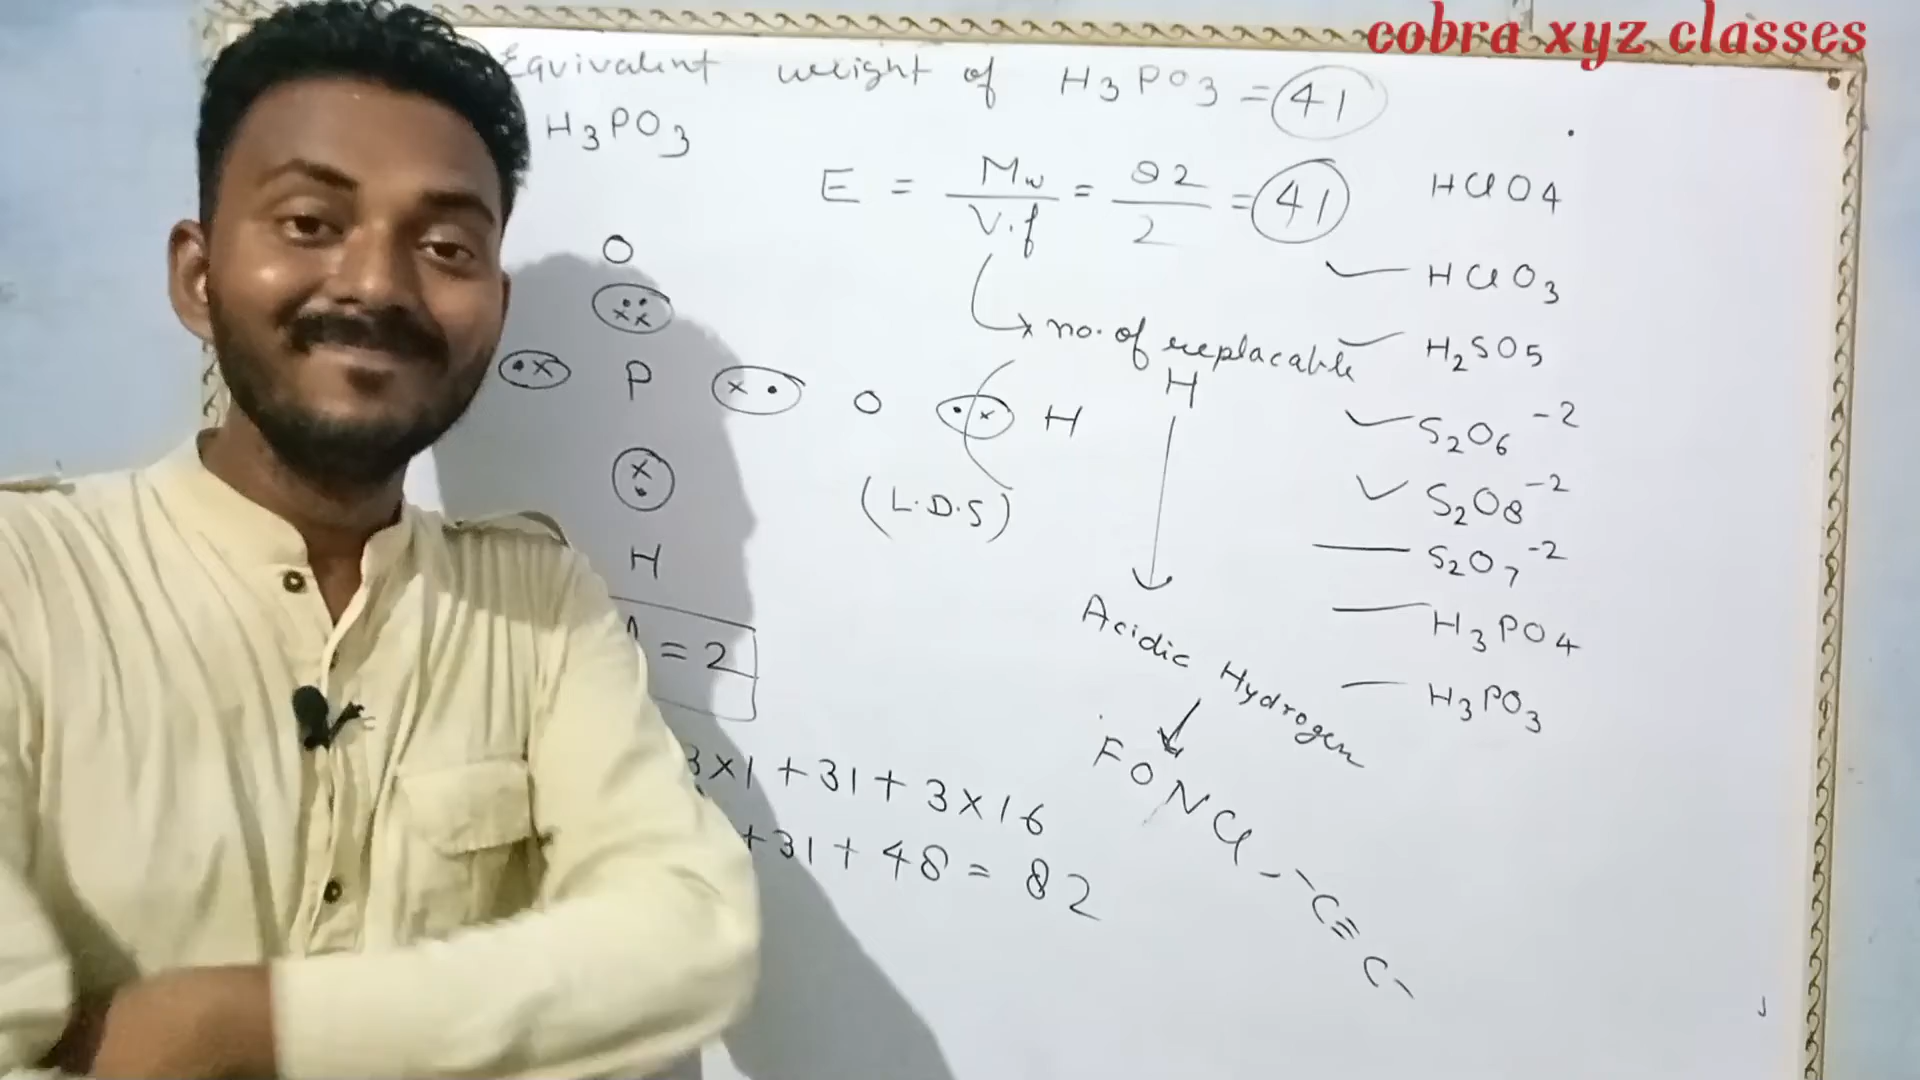 cobra xyz classes
Equivalent weight of H3PO3 = 41
H3PO3
E = Mw / V.f = 82 / 2 = 41
no. of replacable
H
Acidic Hydrogen
F O N Cl - - C ≡ C -
O
•• xx
•x P x• O •x H
x•
H
(L.D.S)
= 2
3×1 + 31 + 3×16
+31 + 48 = 82
HClO4
HClO3
H2SO5
S2O6 -2
S2O8 -2
S2O7 -2
H3PO4
H3PO3